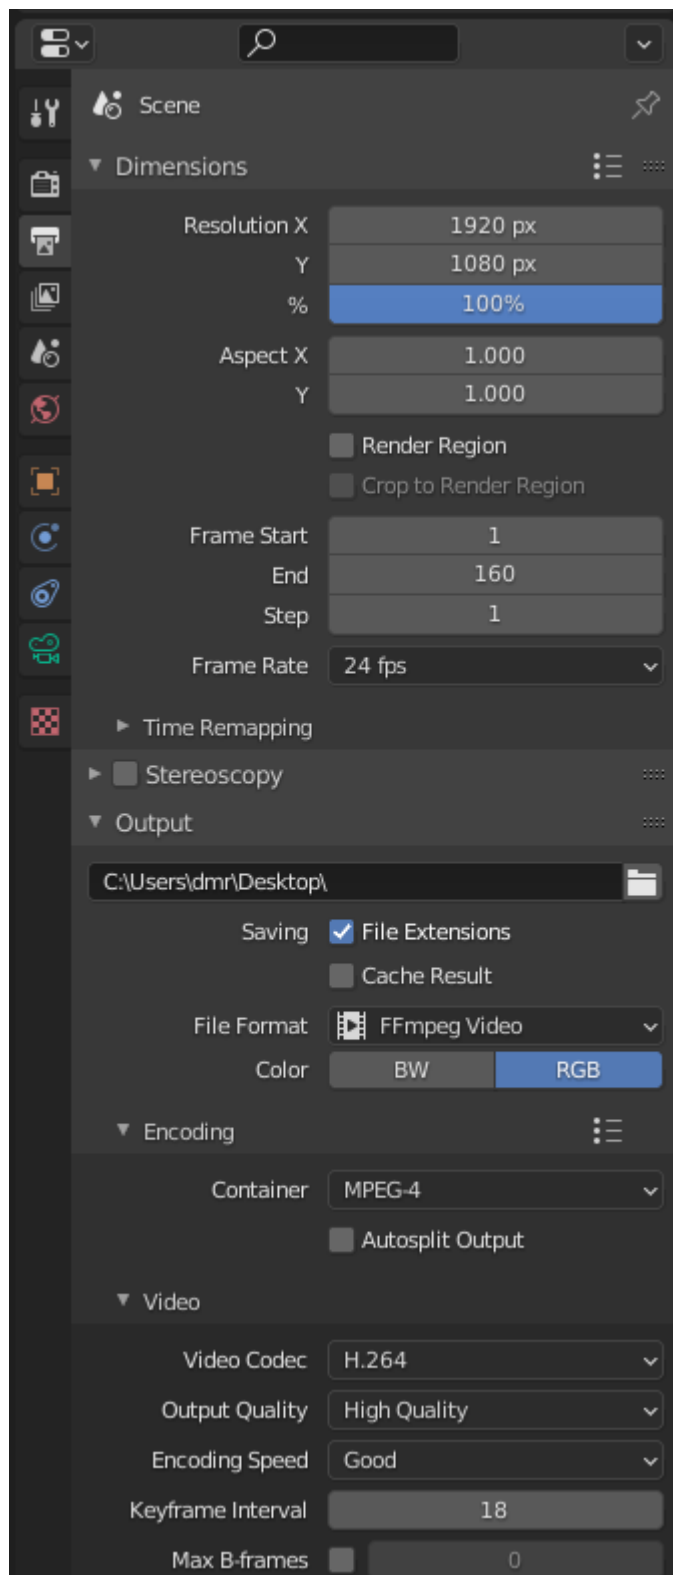 Scene
Dimensions
Resolution X 1920 px
Y 1080 px
% 100%
Aspect X 1.000
Y 1.000
Render Region
Crop to Render Region
Frame Start 1
End 160
Step 1
Frame Rate 24 fps
Time Remapping
Stereoscopy
Output
C:\Users\dmr\Desktop\
Saving File Extensions
Cache Result
File Format FFmpeg Video
Color BW RGB
Encoding
Container MPEG-4
Autosplit Output
Video
Video Codec H.264
Output Quality High Quality
Encoding Speed Good
Keyframe Interval 18
Max B-frames 0